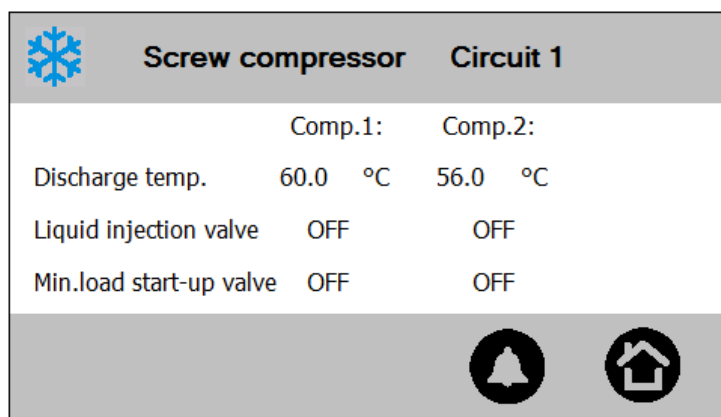 Screw compressor Circuit 1
Comp.1: Comp.2:
Discharge temp. 60.0 °C 56.0 °C
Liquid injection valve OFF OFF
Min.load start-up valve OFF OFF